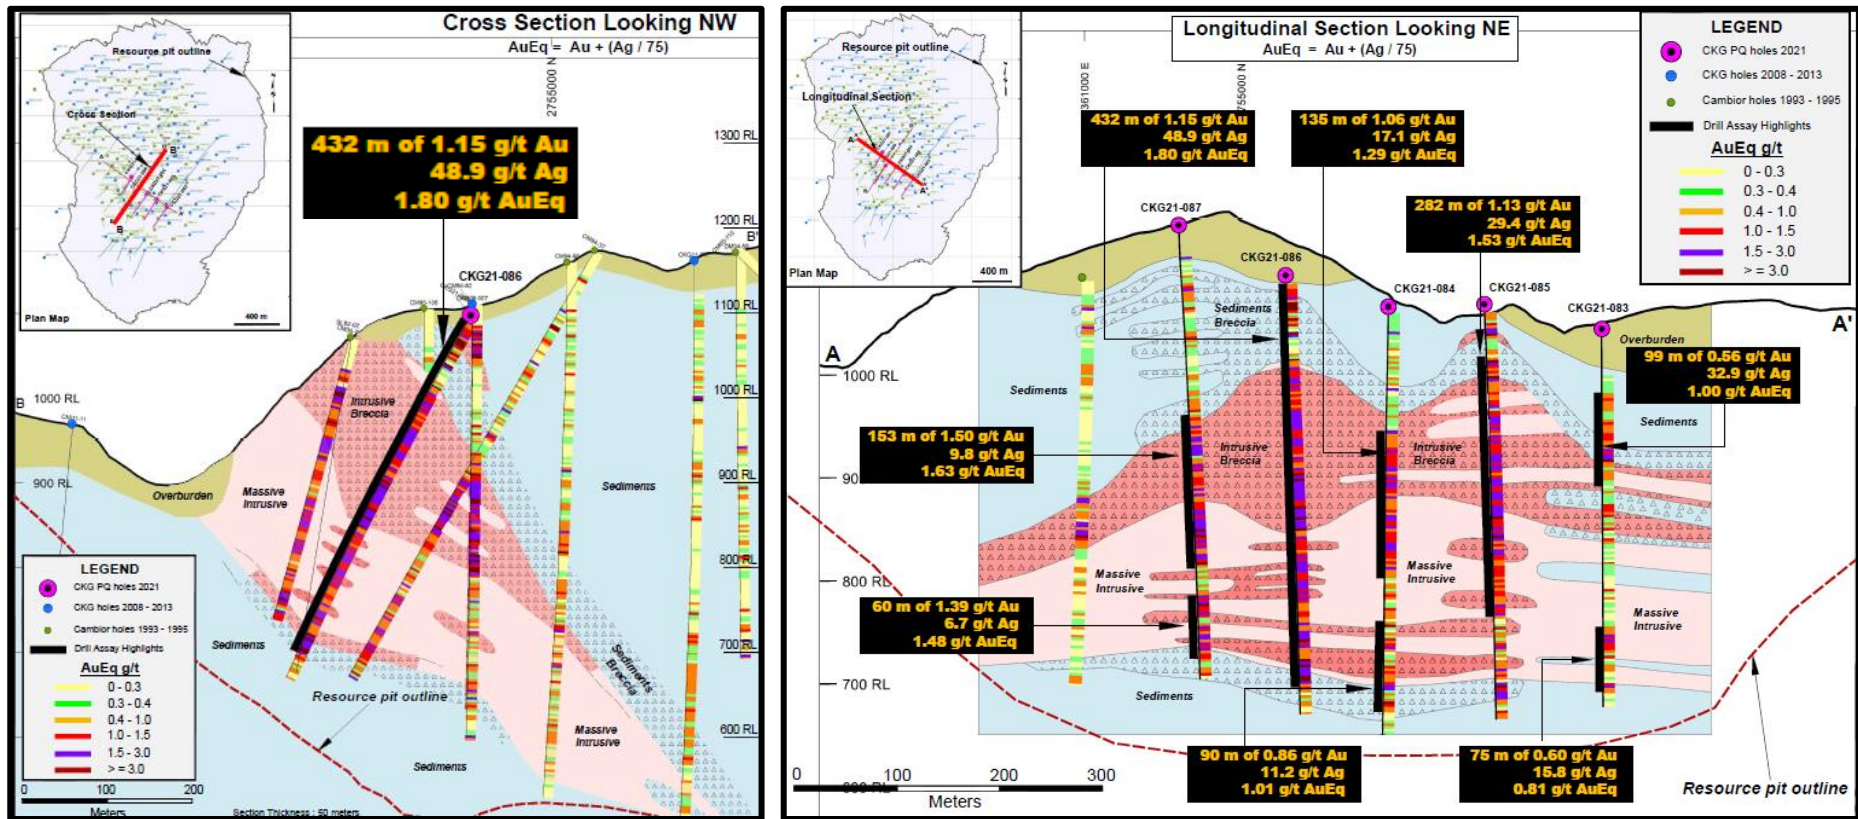 Cross Section Looking NW
AuEq = Au + (Ag / 75)
Resource pit outline
Cross Section
B'
B
Plan Map
400 m
2755000 N
432 m of 1.15 g/t Au
48.9 g/t Ag
1.80 g/t AuEq
1300 RL
1200 RL
B'
1100 RL
1000 RL
900 RL
800 RL
700 RL
600 RL
CKG21-086
B
1000 RL
900 RL
Overburden
Massive
Intrusive
Intrusive
Breccia
Sediments
Sediments
Sediments
Breccia
Massive
Intrusive
Sediments
Resource pit outline
LEGEND
CKG PQ holes 2021
CKG holes 2008 - 2013
Cambior holes 1993 - 1995
Drill Assay Highlights
AuEq g/t
0 - 0.3
0.3 - 0.4
0.4 - 1.0
1.0 - 1.5
1.5 - 3.0
> = 3.0
0
100
200
Meters
Section Thickness : 50 meters
Longitudinal Section Looking NE
AuEq = Au + (Ag / 75)
Resource pit outline
Longitudinal Section
A
A'
Plan Map
400 m
361000 E
755000 N
LEGEND
CKG PQ holes 2021
CKG holes 2008 - 2013
Cambior holes 1993 - 1995
Drill Assay Highlights
AuEq g/t
0 - 0.3
0.3 - 0.4
0.4 - 1.0
1.0 - 1.5
1.5 - 3.0
> = 3.0
432 m of 1.15 g/t Au
48.9 g/t Ag
1.80 g/t AuEq
135 m of 1.06 g/t Au
17.1 g/t Ag
1.29 g/t AuEq
282 m of 1.13 g/t Au
29.4 g/t Ag
1.53 g/t AuEq
99 m of 0.56 g/t Au
32.9 g/t Ag
1.00 g/t AuEq
153 m of 1.50 g/t Au
9.8 g/t Ag
1.63 g/t AuEq
60 m of 1.39 g/t Au
6.7 g/t Ag
1.48 g/t AuEq
90 m of 0.86 g/t Au
11.2 g/t Ag
1.01 g/t AuEq
75 m of 0.60 g/t Au
15.8 g/t Ag
0.81 g/t AuEq
CKG21-087
CKG21-086
CKG21-084
CKG21-085
CKG21-083
A
A'
1000 RL
900 RL
800 RL
700 RL
Overburden
Sediments
Breccia
Sediments
Sediments
Intrusive
Breccia
Intrusive
Breccia
Massive
Intrusive
Massive
Intrusive
Massive
Intrusive
Sediments
0
100
200
300
Meters
Resource pit outline